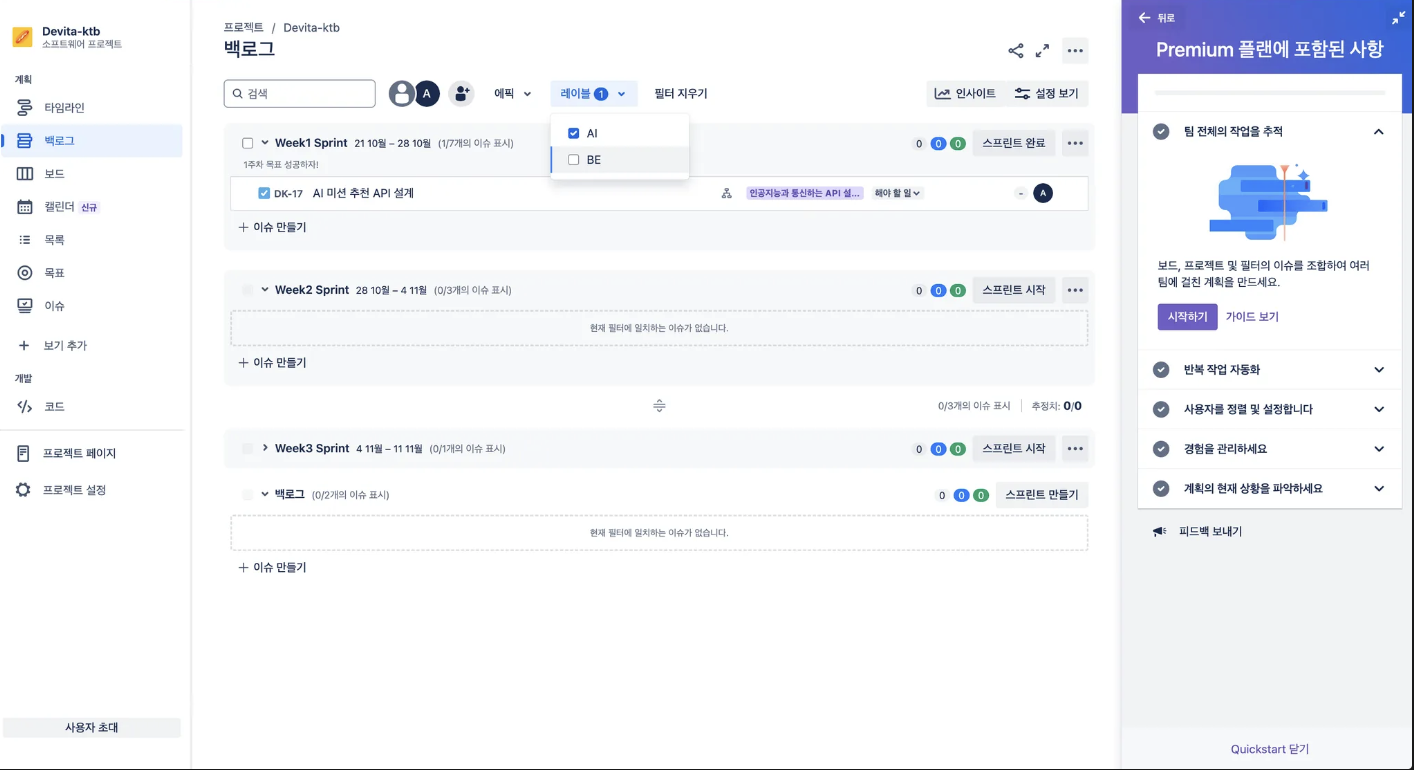 Devita-ktb
소프트웨어 프로젝트
계획
타임라인
백로그
보드
캘린더 신규
목록
목표
이슈
보기 추가
개발
코드
프로젝트 페이지
프로젝트 설정
사용자 초대
프로젝트 / Devita-ktb
백로그
검색
A
에픽
레이블 1
필터 지우기
인사이트
설정 보기
AI
BE
Week1 Sprint 21 10월 – 28 10월 (1/7개의 이슈 표시)
0 0 0 스프린트 완료
1주차 목표 성공하자!
DK-17 AI 미션 추천 API 설계
인공지능과 통신하는 API 설... 해야 할 일 - A
+ 이슈 만들기
Week2 Sprint 28 10월 – 4 11월 (0/3개의 이슈 표시)
0 0 0 스프린트 시작
현재 필터에 일치하는 이슈가 없습니다.
+ 이슈 만들기
0/3개의 이슈 표시 추정치: 0/0
Week3 Sprint 4 11월 – 11 11월 (0/1개의 이슈 표시)
0 0 0 스프린트 시작
백로그 (0/2개의 이슈 표시)
0 0 0 스프린트 만들기
현재 필터에 일치하는 이슈가 없습니다.
+ 이슈 만들기
뒤로
Premium 플랜에 포함된 사항
팀 전체의 작업을 추적
보드, 프로젝트 및 필터의 이슈를 조합하여 여러
팀에 걸친 계획을 만드세요.
시작하기 가이드 보기
반복 작업 자동화
사용자를 정렬 및 설정합니다
경험을 관리하세요
계획의 현재 상황을 파악하세요
피드백 보내기
Quickstart 닫기